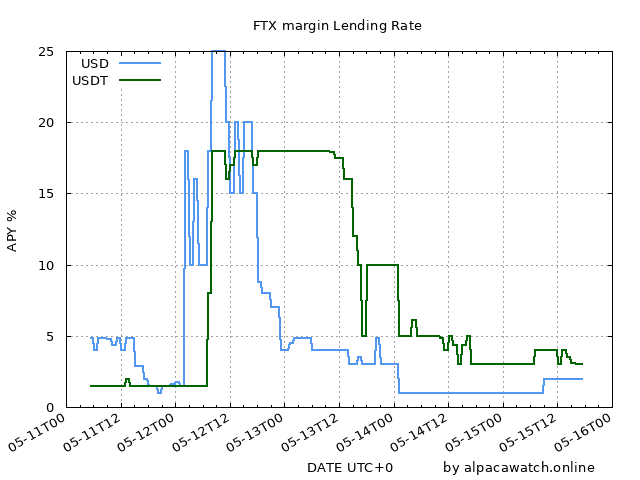 FTX margin Lending Rate
USD
USDT
25
20
15
10
5
0
APY %
05-11T00
05-11T12
05-12T00
05-12T12
05-13T00
05-13T12
05-14T00
05-14T12
05-15T00
05-15T12
05-16T00
DATE UTC+0 by alpacawatch.online